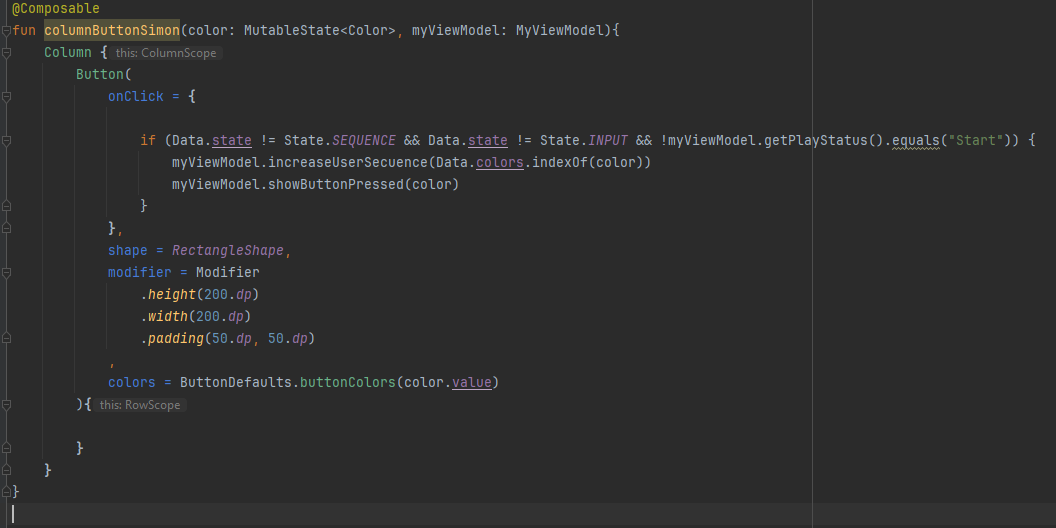 @Composable
fun columnButtonSimon(color: MutableState<Color>, myViewModel: MyViewModel){
    Column { this: ColumnScope
        Button(
            onClick = {

                if (Data.state != State.SEQUENCE && Data.state != State.INPUT && !myViewModel.getPlayStatus().equals("Start")) {
                    myViewModel.increaseUserSecuence(Data.colors.indexOf(color))
                    myViewModel.showButtonPressed(color)
                }
            },
            shape = RectangleShape,
            modifier = Modifier
                .height(200.dp)
                .width(200.dp)
                .padding(50.dp, 50.dp)
            ,
            colors = ButtonDefaults.buttonColors(color.value)
        ){ this: RowScope

        }
    }
}